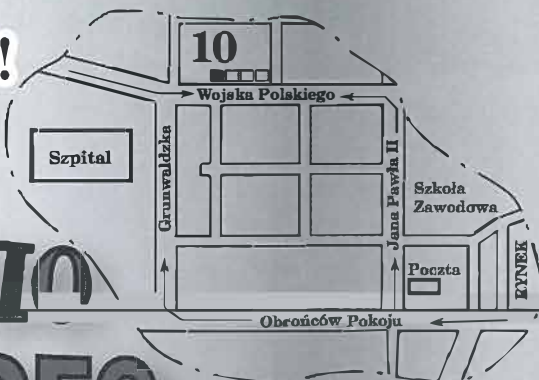 !
10
Wojska Polskiego
Szpital
Grunwaldzka
Jana Pawła II
Szkoła
Zawodowa
Poczta
RYNEK
Obrońców Pokoju